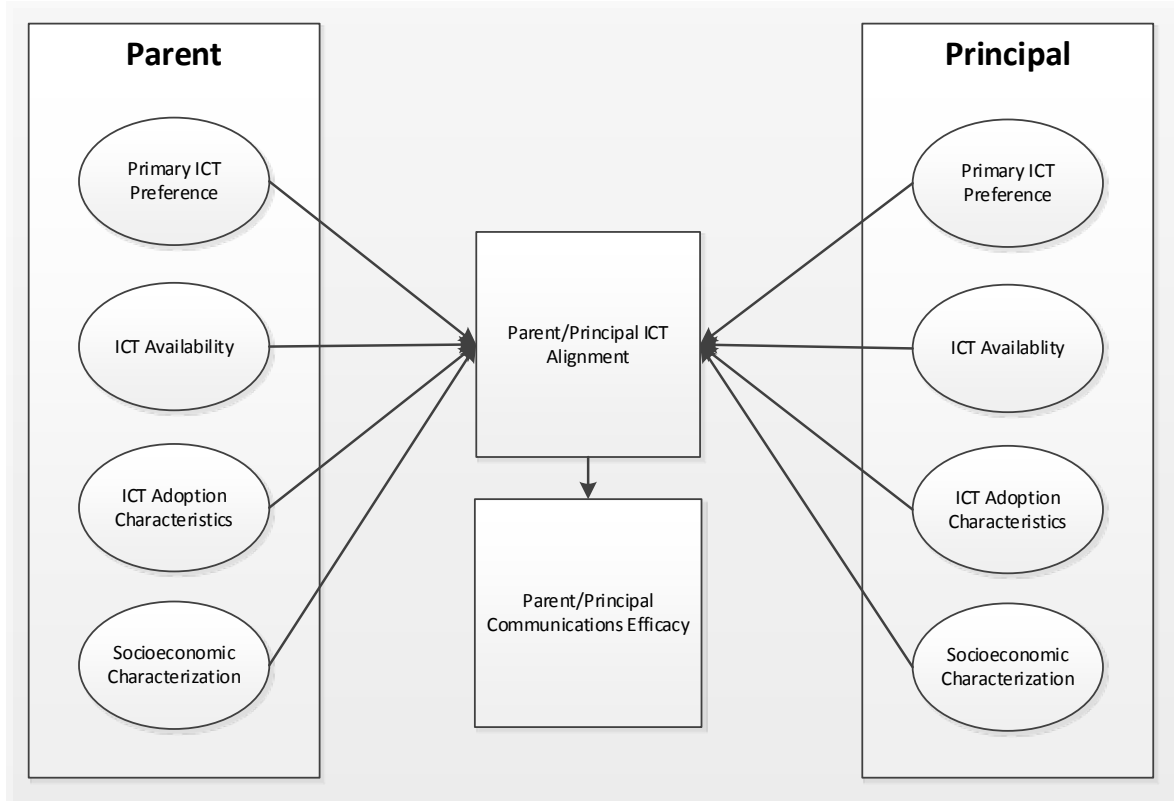 Parent
Primary ICT
Preference
ICT Availability
ICT Adoption
Characteristics
Socioeconomic
Characterization
Parent/Principal ICT
Alignment
Parent/Principal
Communications Efficacy
Principal
Primary ICT
Preference
ICT Availablity
ICT Adoption
Characteristics
Socioeconomic
Characterization